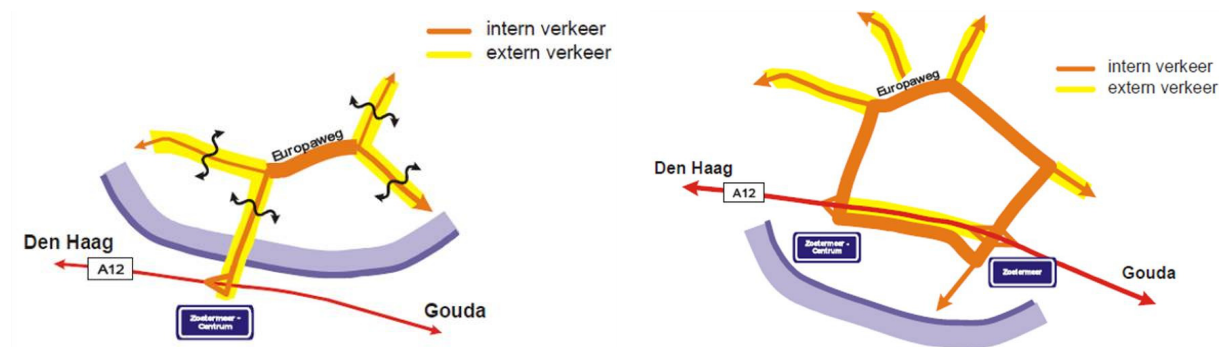 intern verkeer
extern verkeer
Europaweg
Den Haag
A12
Zoetermeer -
Centrum
Gouda
intern verkeer
extern verkeer
Europaweg
Den Haag
A12
Zoetermeer -
Centrum
Zoetermeer
Gouda